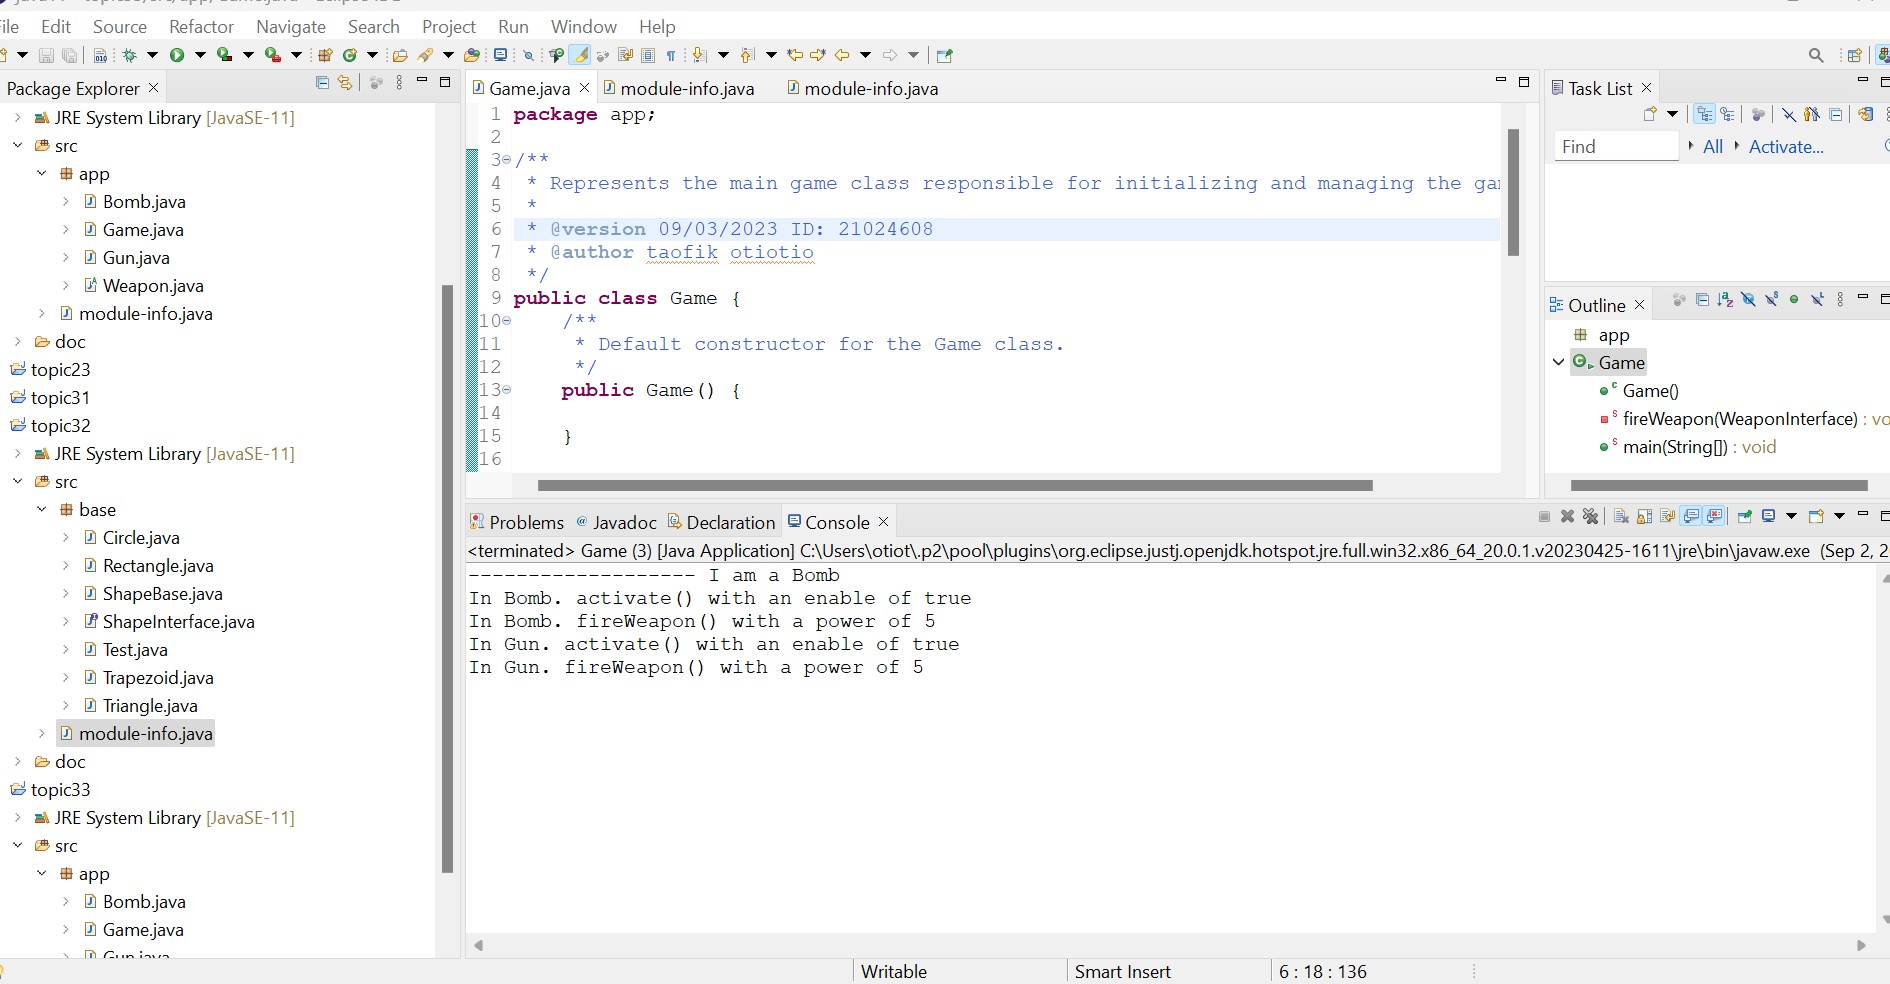 File Edit Source Refactor Navigate Search Project Run Window Help
Package Explorer
JRE System Library [JavaSE-11]
src
app
Bomb.java
Game.java
Gun.java
Weapon.java
module-info.java
doc
topic23
topic31
topic32
JRE System Library [JavaSE-11]
src
base
Circle.java
Rectangle.java
ShapeBase.java
ShapeInterface.java
Test.java
Trapezoid.java
Triangle.java
module-info.java
doc
topic33
JRE System Library [JavaSE-11]
src
app
Bomb.java
Game.java
Gun.java
Game.java module-info.java module-info.java
1 package app;
2
3 /**
4 * Represents the main game class responsible for initializing and managing the
5 *
6 * @version 09/03/2023 ID: 21024608
7 * @author taofik otiotio
8 */
9 public class Game {
10 /**
11 * Default constructor for the Game class.
12 */
13 public Game() {
14
15 }
16
Task List
Find All Activate...
Outline
app
Game
Game()
fireWeapon(WeaponInterface) : vo
main(String[]) : void
Problems Javadoc Declaration Console
<terminated> Game (3) [Java Application] C:\Users\otiot\.p2\pool\plugins\org.eclipse.justj.openjdk.hotspot.jre.full.win32.x86_64_20.0.1.v20230425-1611\jre\bin\javaw.exe (Sep 2, 2
------------------- I am a Bomb
In Bomb. activate() with an enable of true
In Bomb. fireWeapon() with a power of 5
In Gun. activate() with an enable of true
In Gun. fireWeapon() with a power of 5
Writable Smart Insert 6 : 18 : 136